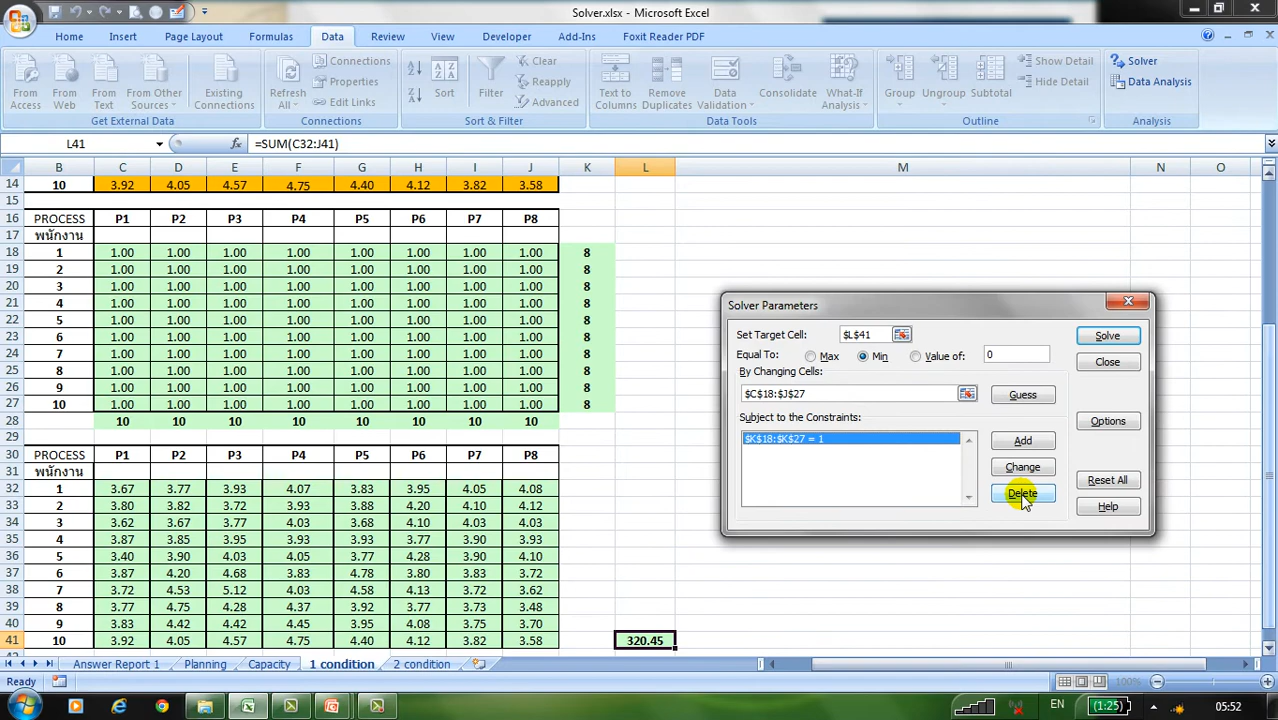 Solver.xlsx - Microsoft Excel
Home Insert Page Layout Formulas Data Review View Developer Add-Ins Foxit Reader PDF
From Access From Web From Text From Other Sources Existing Connections
Get External Data
Refresh All Connections Properties Edit Links
Connections
Sort Filter Clear Reapply Advanced
Sort & Filter
Text to Columns Remove Duplicates Data Validation Consolidate What-If Analysis
Data Tools
Group Ungroup Subtotal Show Detail Hide Detail
Outline
Solver Data Analysis
Analysis
L41 fx =SUM(C32:J41)
B C D E F G H I J K L M N O
14 10 3.92 4.05 4.57 4.75 4.40 4.12 3.82 3.58
15
16 PROCESS P1 P2 P3 P4 P5 P6 P7 P8
17 พนักงาน
18 1 1.00 1.00 1.00 1.00 1.00 1.00 1.00 1.00 8
19 2 1.00 1.00 1.00 1.00 1.00 1.00 1.00 1.00 8
20 3 1.00 1.00 1.00 1.00 1.00 1.00 1.00 1.00 8
21 4 1.00 1.00 1.00 1.00 1.00 1.00 1.00 1.00 8
22 5 1.00 1.00 1.00 1.00 1.00 1.00 1.00 1.00 8
23 6 1.00 1.00 1.00 1.00 1.00 1.00 1.00 1.00 8
24 7 1.00 1.00 1.00 1.00 1.00 1.00 1.00 1.00 8
25 8 1.00 1.00 1.00 1.00 1.00 1.00 1.00 1.00 8
26 9 1.00 1.00 1.00 1.00 1.00 1.00 1.00 1.00 8
27 10 1.00 1.00 1.00 1.00 1.00 1.00 1.00 1.00 8
28 10 10 10 10 10 10 10 10
29
30 PROCESS P1 P2 P3 P4 P5 P6 P7 P8
31 พนักงาน
32 1 3.67 3.77 3.93 4.07 3.83 3.95 4.05 4.08
33 2 3.80 3.82 3.72 3.93 3.88 4.20 4.10 4.12
34 3 3.62 3.67 3.77 4.03 3.68 4.10 4.03 4.03
35 4 3.87 3.85 3.95 4.33 3.77 3.90 3.93 3.93
36 5 3.40 3.90 4.03 4.05 3.77 4.28 3.90 4.10
37 6 3.87 4.20 4.68 3.83 4.78 3.80 3.83 3.72
38 7 3.72 4.53 5.12 4.03 4.13 3.92 3.72 3.62
39 8 3.77 4.75 4.28 4.37 3.92 3.77 3.73 3.48
40 9 3.83 4.42 4.42 4.45 3.95 4.08 3.75 3.70
41 10 3.92 4.05 4.57 4.75 4.40 4.12 3.82 3.58 320.45
Solver Parameters
Set Target Cell: $L$41 Solve
Equal To: Max Min Value of: 0
Close
By Changing Cells:
$C$18:$J$27 Guess
Subject to the Constraints: Options
$K$18:$K$27 = 1 Add
Change
Delete Reset All
Help
Answer Report 1 Planning Capacity 1 condition 2 condition
Ready 100%
EN (1:25) 05:52